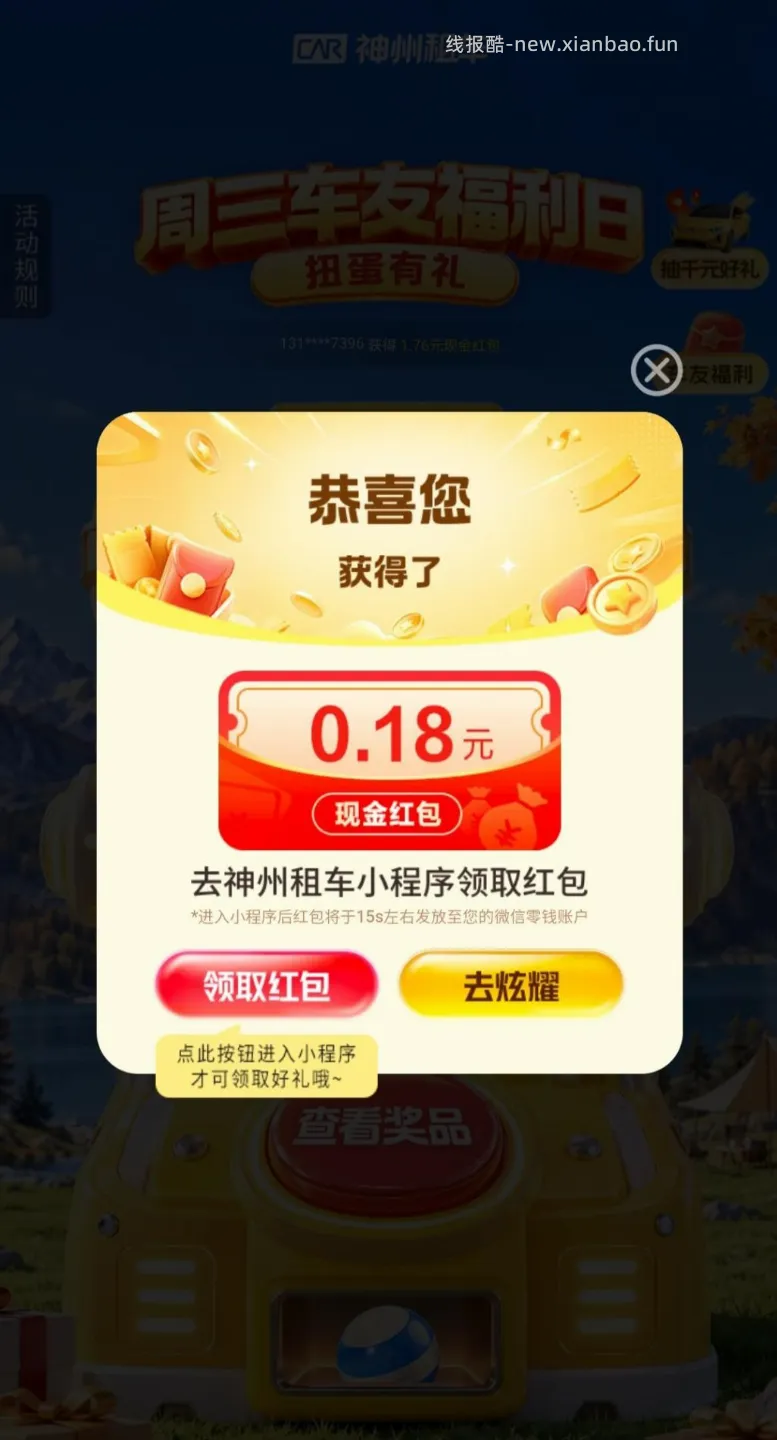 CAR 神州租车
线报酷-new.xianbao.fun
周三车友福利日
扭蛋有礼
活动规则
抽千元好礼
131****7396 获得 1.76元现金红包
车友福利
恭喜您
获得了
0.18元
现金红包
去神州租车小程序领取红包
*进入小程序后红包将于15s左右发放至您的微信零钱账户
领取红包
去炫耀
点此按钮进入小程序
才可领取好礼哦~
查看奖品